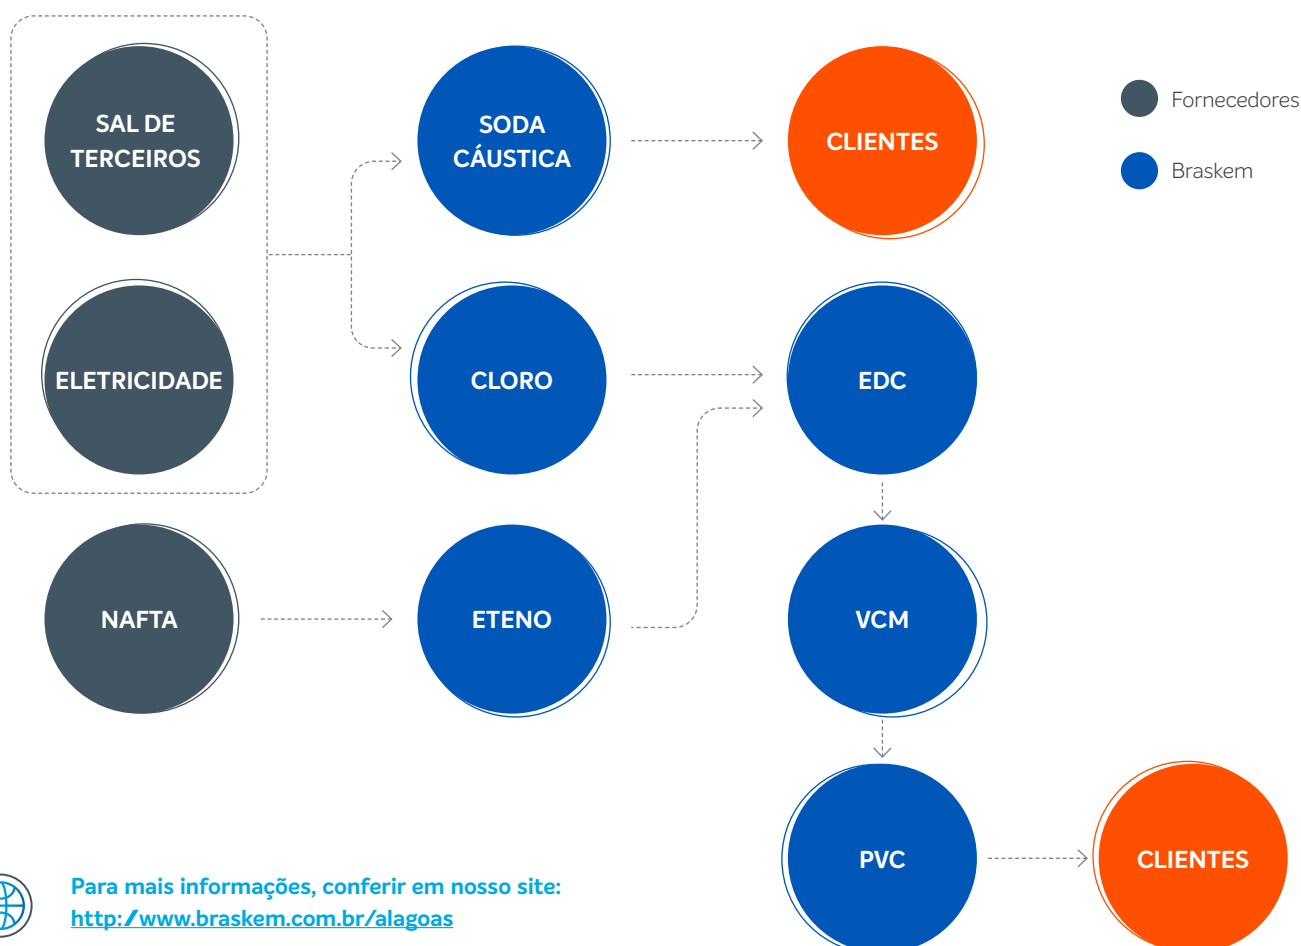 SAL DE
TERCEIROS
SODA
CÁUSTICA
CLIENTES
Fornecedores
Braskem
ELETRICIDADE
CLORO
EDC
NAFTA
ETENO
VCM
PVC
CLIENTES
Para mais informações, conferir em nosso site:
http://www.braskem.com.br/alagoas